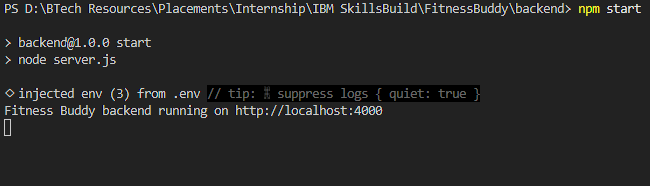 PS D:\BTech Resources\Placements\Internship\IBM SkillsBuild\FitnessBuddy\backend> npm start
> backend@1.0.0 start
> node server.js
◇ injected env (3) from .env // tip: ⌘ suppress logs { quiet: true }
Fitness Buddy backend running on http://localhost:4000